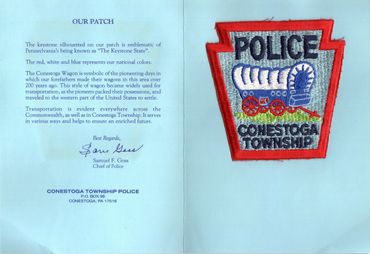 OUR PATCH
The keystone silhouetted on our patch is emblematic of
Pennsylvania's being known as "The Keystone State".
The red, white and blue represents our national colors.
The Conestoga Wagon is symbolic of the pioneering days in
which our forefathers made their wagons in this area over
200 years ago. This style of wagon became widely used for
transportation, as the pioneers packed their possessions, and
traveled to the western part of the United States to settle.
Transportation is evident everywhere across the
Commonwealth, as well as in Conestoga Township. It serves
in various ways and helps to ensure an enriched future.
Best Regards,
Samuel F. Gess
Chief of Police
CONESTOGA TOWNSHIP POLICE
P.O. BOX 98
CONESTOGA, PA 17516
POLICE
CONESTOGA
TOWNSHIP